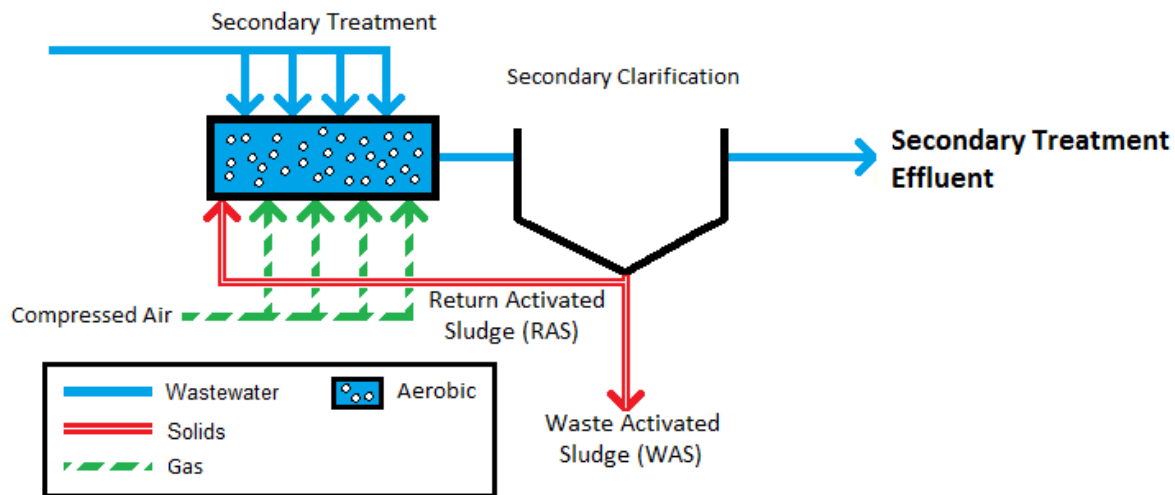 Secondary Treatment
Secondary Clarification
Secondary Treatment
Effluent
Compressed Air
Return Activated
Sludge (RAS)
Waste Activated
Sludge (WAS)
Wastewater
Aerobic
Solids
Gas